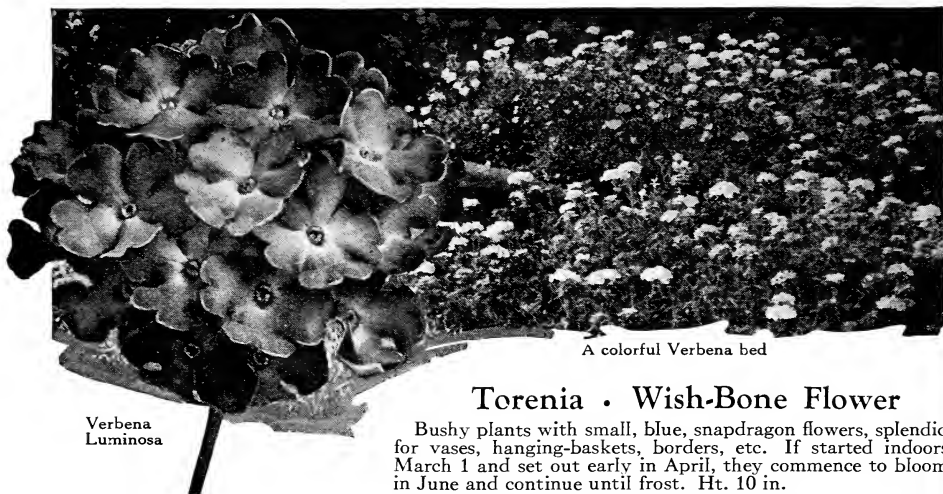 A colorful Verbena bed
Verbena
Luminosa
Torenia . Wish-Bone Flower
Bushy plants with small, blue, snapdragon flowers, splendid
for vases, hanging-baskets, borders, etc. If started indoors
March 1 and set out early in April, they commence to bloom
in June and continue until frost. Ht. 10 in.